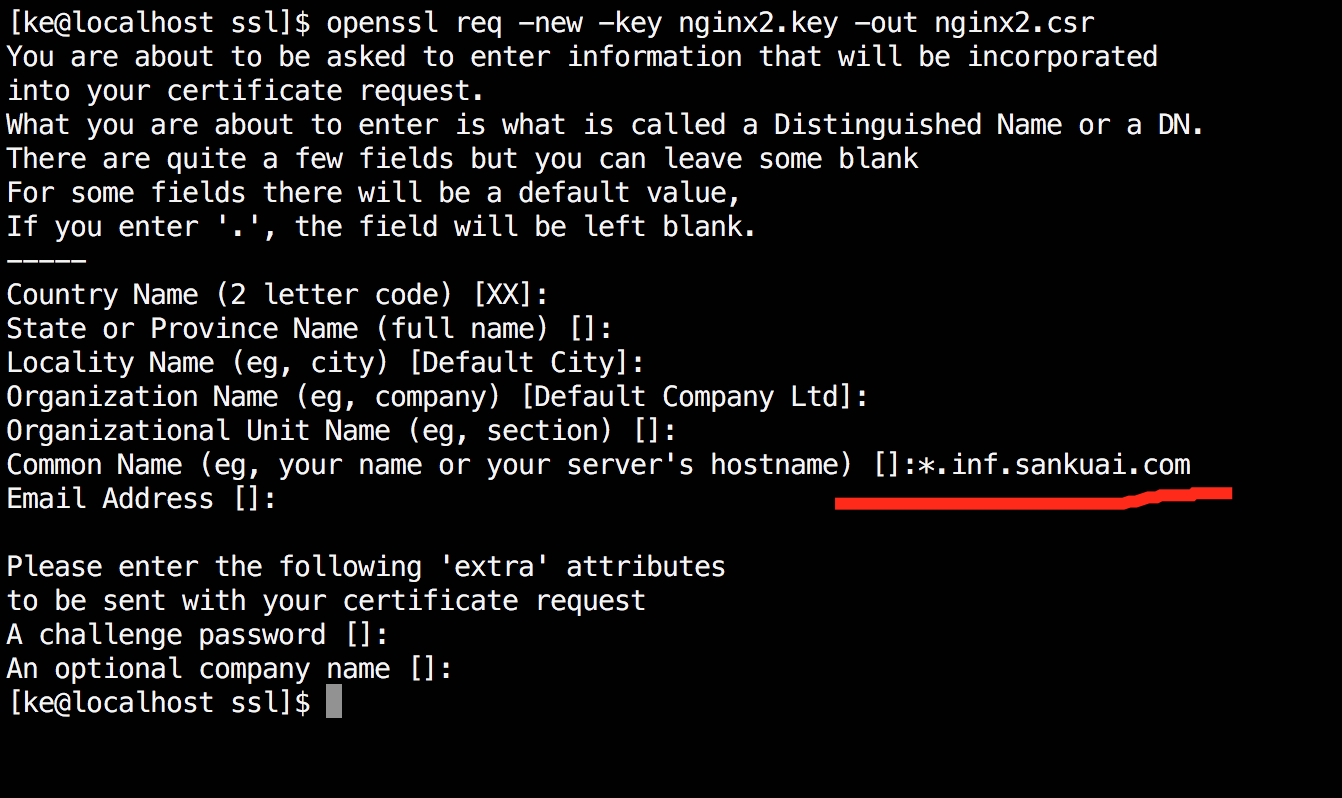 [ke@localhost ssl]$ openssl req -new -key nginx2.key -out nginx2.csr
You are about to be asked to enter information that will be incorporated
into your certificate request.
What you are about to enter is what is called a Distinguished Name or a DN.
There are quite a few fields but you can leave some blank
For some fields there will be a default value,
If you enter '.', the field will be left blank.
-----
Country Name (2 letter code) [XX]:
State or Province Name (full name) []:
Locality Name (eg, city) [Default City]:
Organization Name (eg, company) [Default Company Ltd]:
Organizational Unit Name (eg, section) []:
Common Name (eg, your name or your server's hostname) []:*.inf.sankuai.com
Email Address []:
Please enter the following 'extra' attributes
to be sent with your certificate request
A challenge password []:
An optional company name []:
[ke@localhost ssl]$